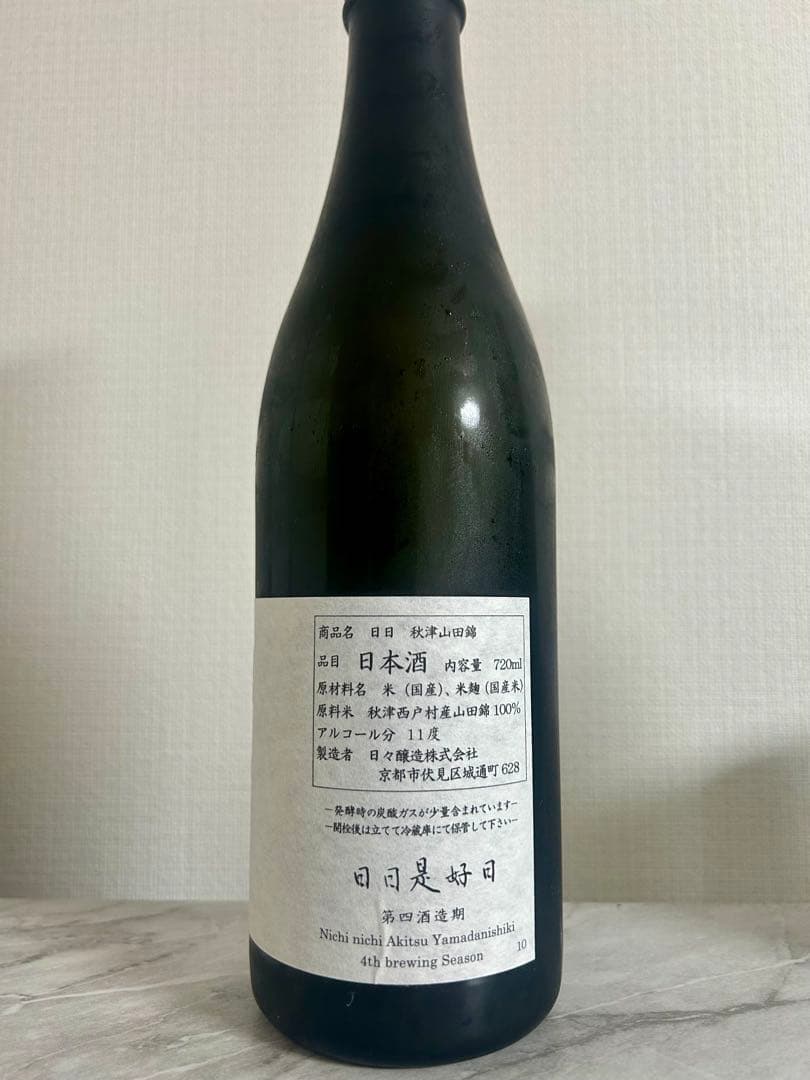 商品名 日日 秋津山田錦
品目 日本酒 内容量 720ml
原材料名 米（国産）、米麹（国産米）
原料米 秋津西戸村産山田錦100%
アルコール分 11度
製造者 日々醸造株式会社
京都市伏見区城通町628
－発酵時の炭酸ガスが少量含まれています－
－開栓後は立てて冷蔵庫にて保管して下さい－
日日是好日
第四酒造期
Nichi nichi Akitsu Yamadanishiki
4th brewing Season 10